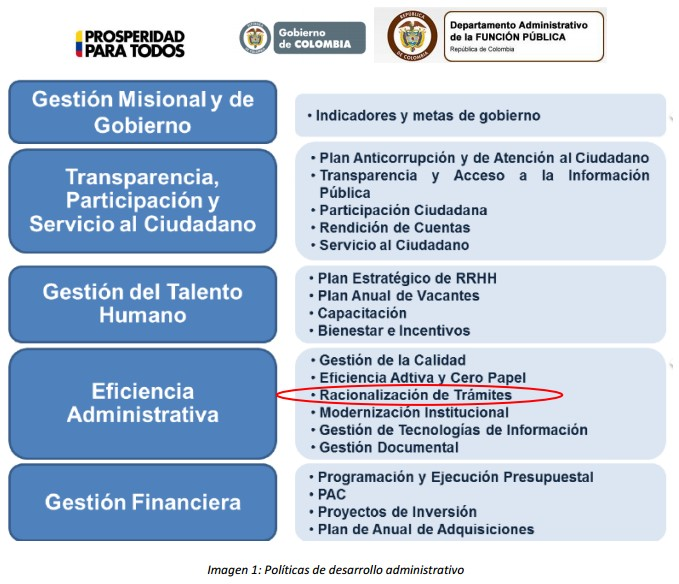 PROSPERIDAD
PARA TODOS
Gobierno
de COLOMBIA
REPÚBLICA
DE COLOMBIA
Departamento Administrativo
de la FUNCIÓN PÚBLICA
República de Colombia
Gestión Misional y de
Gobierno
• Indicadores y metas de gobierno
Transparencia,
Participación y
Servicio al Ciudadano
• Plan Anticorrupción y de Atención al Ciudadano
• Transparencia y Acceso a la Información
Pública
• Participación Ciudadana
• Rendición de Cuentas
• Servicio al Ciudadano
Gestión del Talento
Humano
• Plan Estratégico de RRHH
• Plan Anual de Vacantes
• Capacitación
• Bienestar e Incentivos
Eficiencia
Administrativa
• Gestión de la Calidad
• Eficiencia Adtiva y Cero Papel
• Racionalización de Trámites
• Modernización Institucional
• Gestión de Tecnologías de Información
• Gestión Documental
Gestión Financiera
• Programación y Ejecución Presupuestal
• PAC
• Proyectos de Inversión
• Plan de Anual de Adquisiciones
Imagen 1: Políticas de desarrollo administrativo